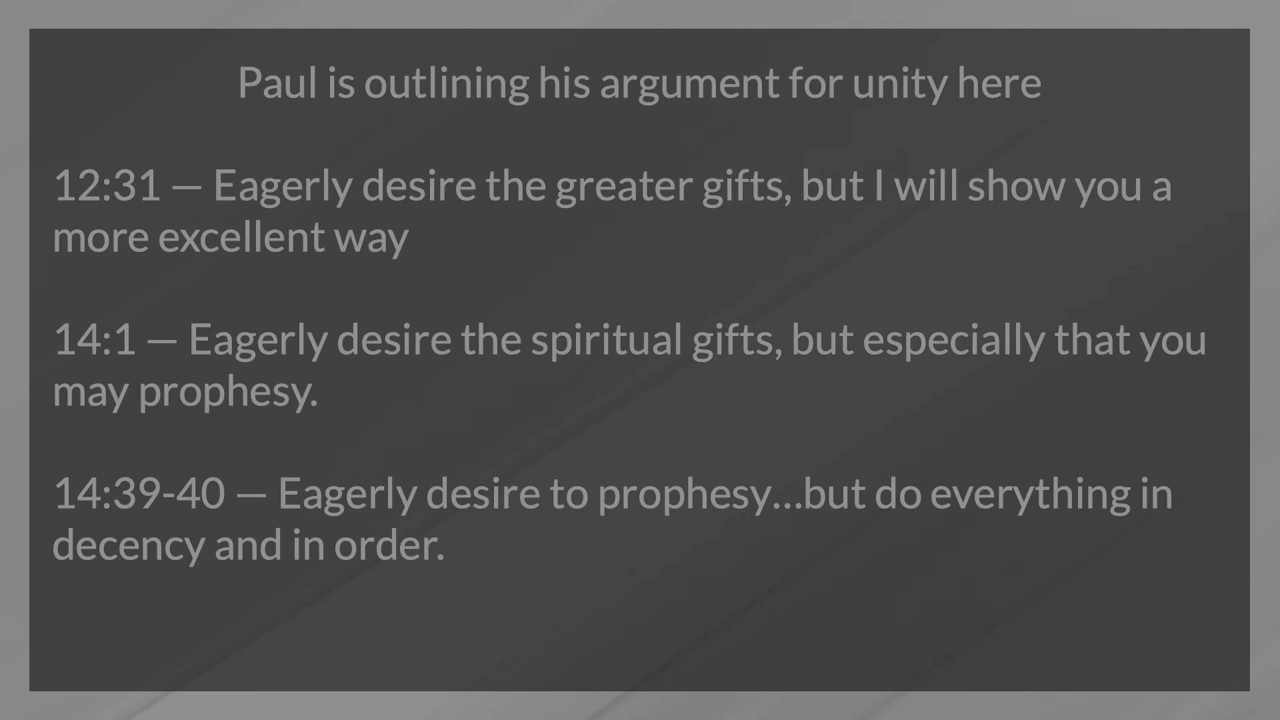 Paul is outlining his argument for unity here
12:31 — Eagerly desire the greater gifts, but I will show you a
more excellent way
14:1 — Eagerly desire the spiritual gifts, but especially that you
may prophesy.
14:39-40 — Eagerly desire to prophesy...but do everything in
decency and in order.